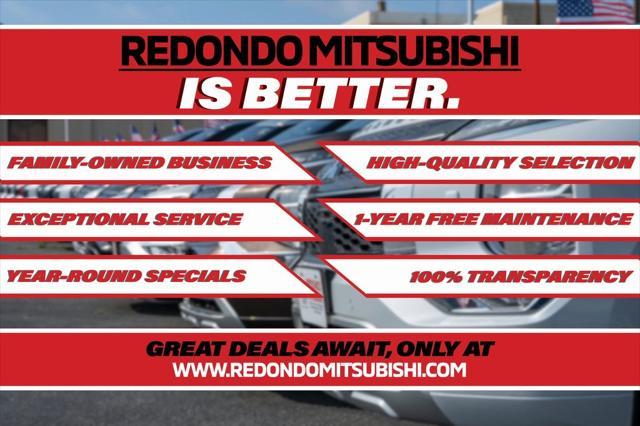 REDONDO MITSUBISHI
IS BETTER.
FAMILY-OWNED BUSINESS
HIGH-QUALITY SELECTION
EXCEPTIONAL SERVICE
1-YEAR FREE MAINTENANCE
YEAR-ROUND SPECIALS
100% TRANSPARENCY
GREAT DEALS AWAIT, ONLY AT
WWW.REDONDOMITSUBISHI.COM